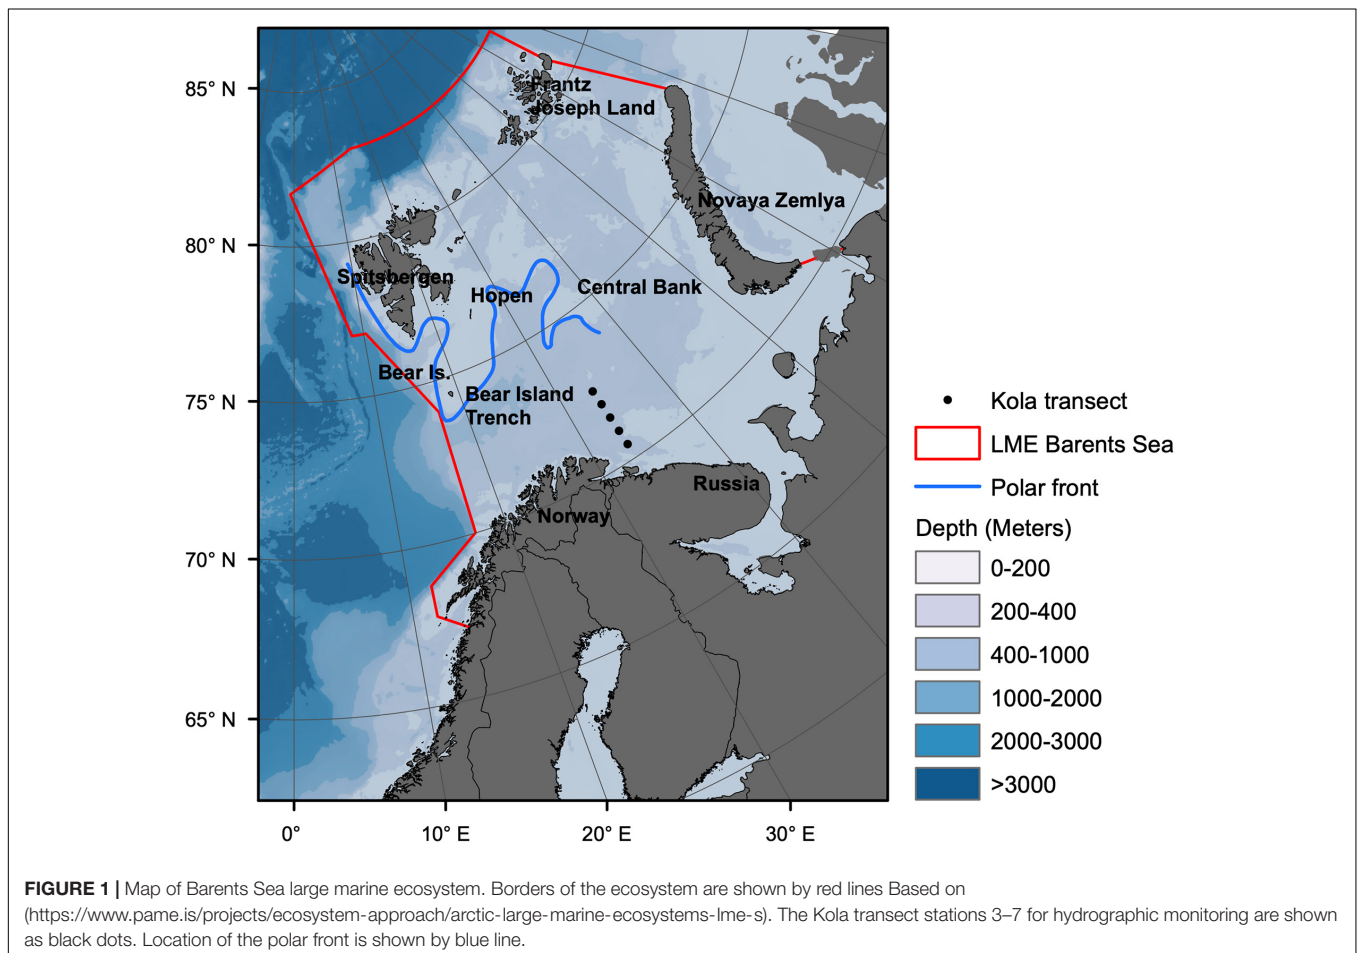 85° N
80° N
75° N
70° N
65° N
0°
10° E
20° E
30° E
Frantz
Joseph Land
Novaya Zemlya
Spitsbergen
Hopen
Central Bank
Bear Is.
Bear Island
Trench
Russia
Norway
Kola transect
LME Barents Sea
Polar front
Depth (Meters)
0-200
200-400
400-1000
1000-2000
2000-3000
>3000
FIGURE 1 | Map of Barents Sea large marine ecosystem. Borders of the ecosystem are shown by red lines Based on
(https://www.pame.is/projects/ecosystem-approach/arctic-large-marine-ecosystems-lme-s). The Kola transect stations 3–7 for hydrographic monitoring are shown
as black dots. Location of the polar front is shown by blue line.